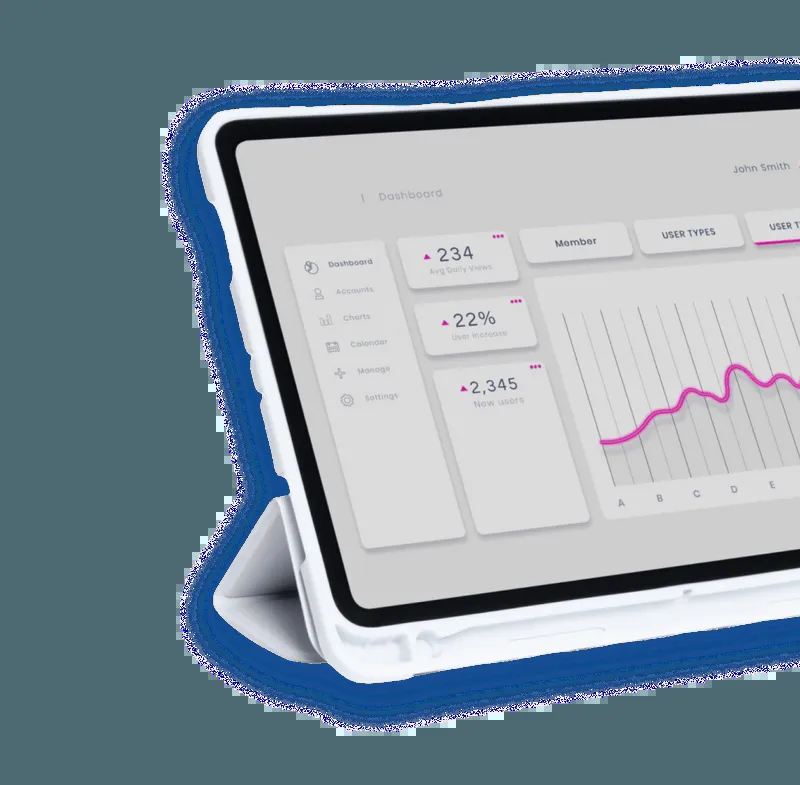 John Smith
Dashboard
Dashboard
Accounts
Charts
Calendar
Manage
Settings
234
Avg Daily Views
22%
User Increase
2,345
New users
Member
USER TYPES
USER T
A B C D E